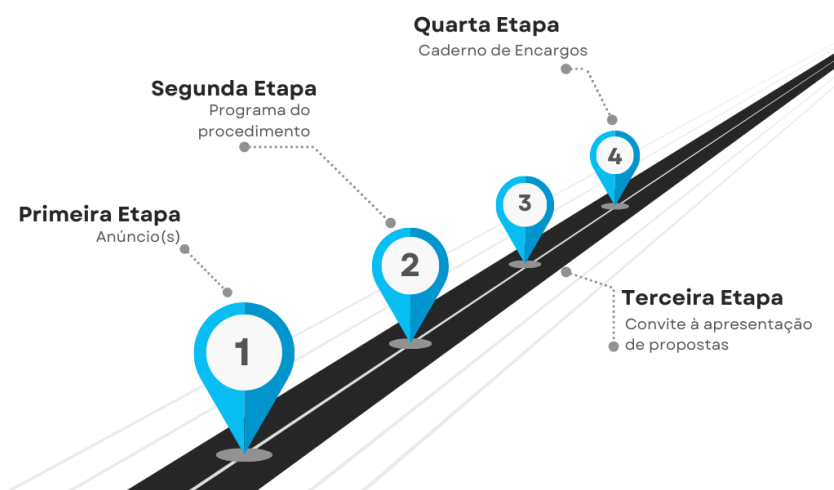 Quarta Etapa
Caderno de Encargos
Segunda Etapa
Programa do
procedimento
4
Primeira Etapa
Anúncio(s)
3
2
Terceira Etapa
Convite à apresentação
de propostas
1